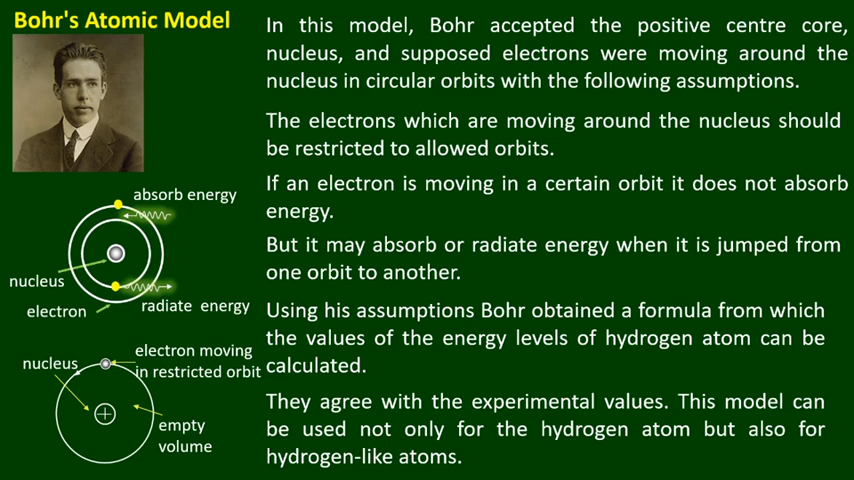 Bohr's Atomic Model
In this model, Bohr accepted the positive centre core,
nucleus, and supposed electrons were moving around the
nucleus in circular orbits with the following assumptions.
The electrons which are moving around the nucleus should
be restricted to allowed orbits.
If an electron is moving in a certain orbit it does not absorb
energy.
But it may absorb or radiate energy when it is jumped from
one orbit to another.
Using his assumptions Bohr obtained a formula from which
the values of the energy levels of hydrogen atom can be
calculated.
They agree with the experimental values. This model can
be used not only for the hydrogen atom but also for
hydrogen-like atoms.
absorb energy
nucleus
electron
radiate energy
nucleus
electron moving
in restricted orbit
+
empty
volume